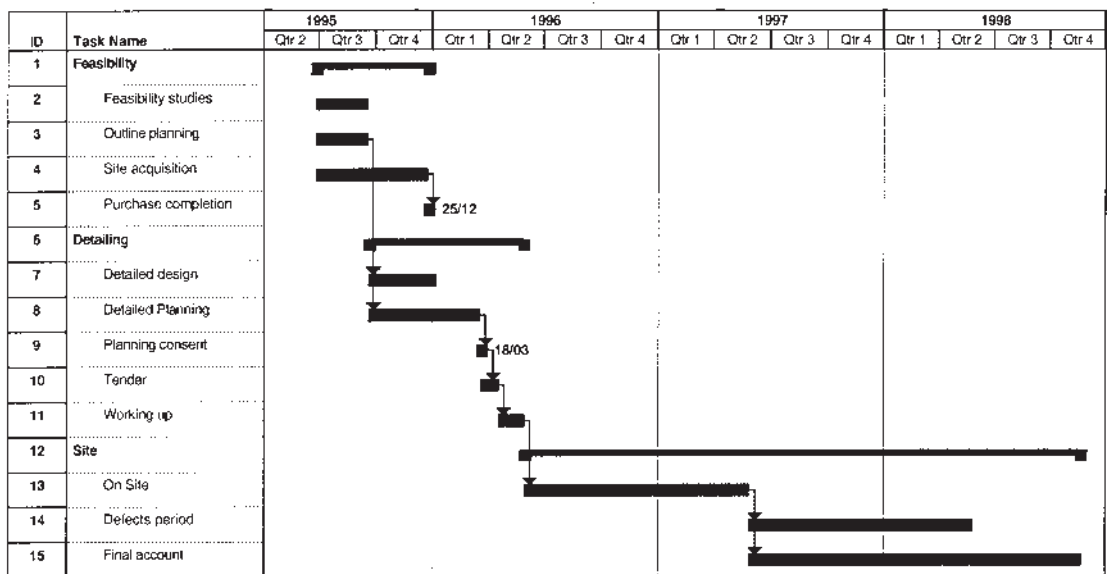 1995 1996 1997 1998
ID Task Name Qtr 2 Qtr 3 Qtr 4 Qtr 1 Qtr 2 Qtr 3 Qtr 4 Qtr 1 Qtr 2 Qtr 3 Qtr 4 Qtr 1 Qtr 2 Qtr 3 Qtr 4
1 Feasibility
2 Feasibility studies
3 Outline planning
4 Site acquisition
5 Purchase completion 25/12
6 Detailing
7 Detailed design
8 Detailed Planning
9 Planning consent 18/03
10 Tender
11 Working up
12 Site
13 On Site
14 Defects period
15 Final account